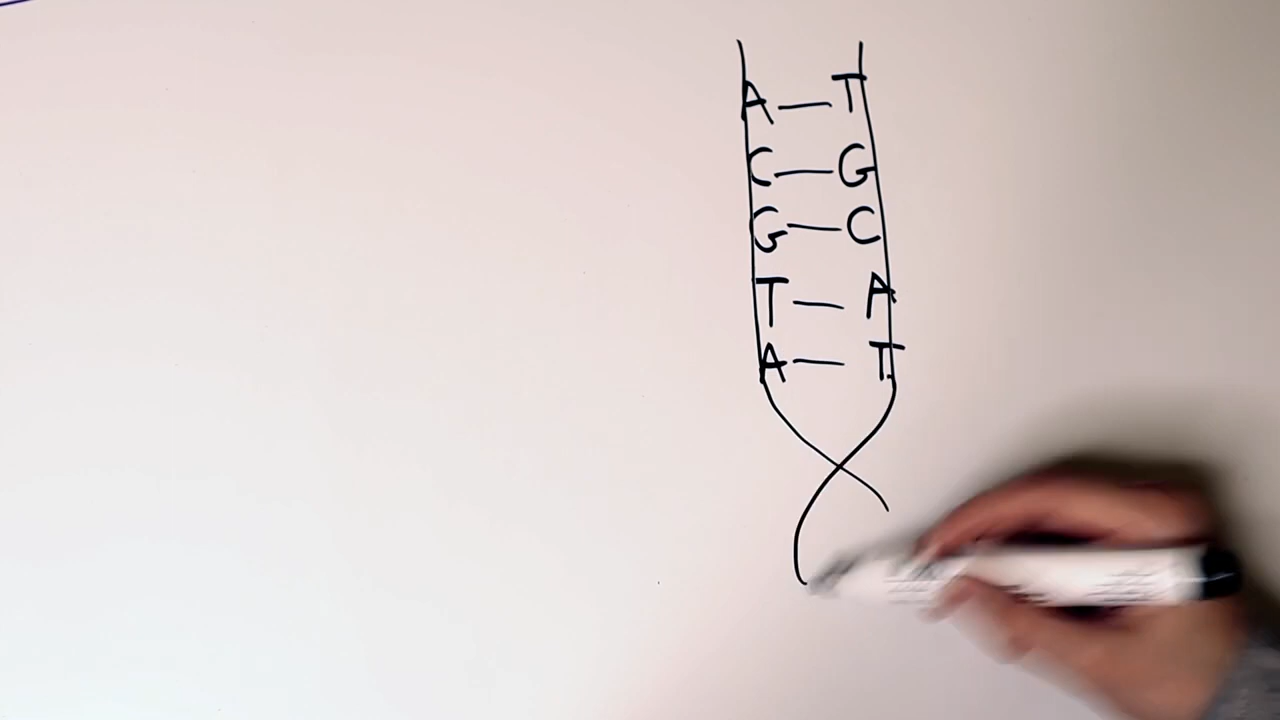 A — T
C — G
G — C
T — A
A — T